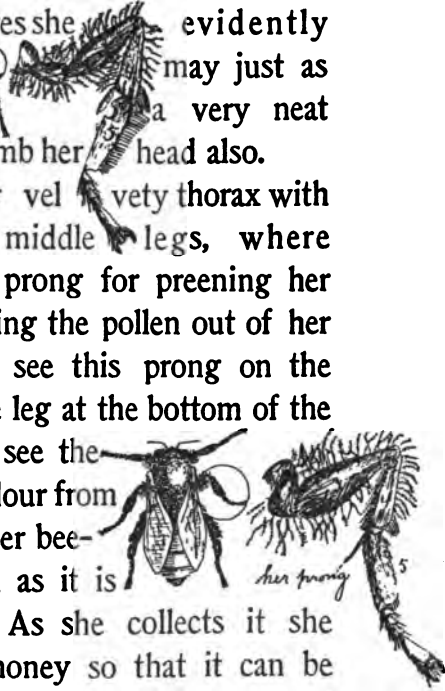 es she evidently
may just as
a very neat
mb her head also.
vel vety thorax with
middle legs, where
prong for preening her
ing the pollen out of her
see this prong on the
leg at the bottom of the
see the
lour from
er bee-
as it is
her prong 5
As she collects it she
honey so that it can be